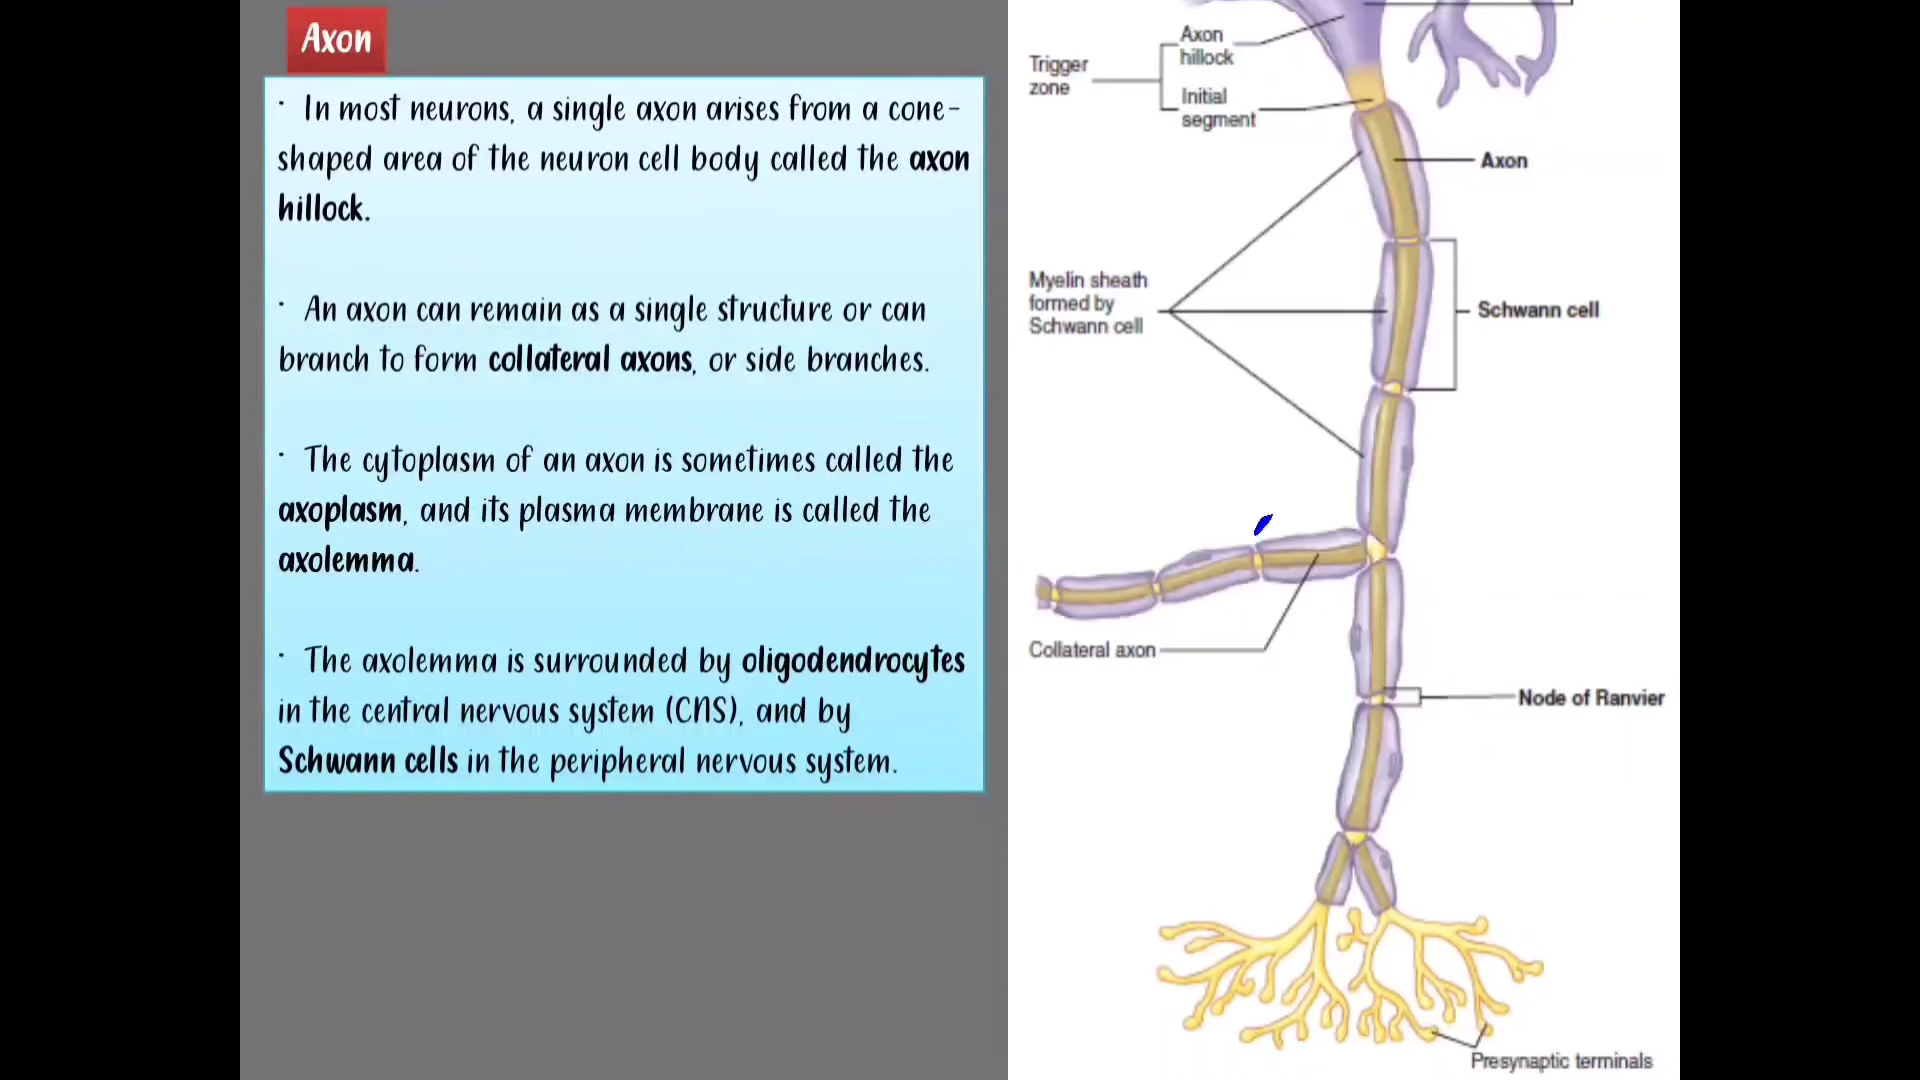 Axon
· In most neurons, a single axon arises from a cone-
shaped area of the neuron cell body called the axon
hillock.
· An axon can remain as a single structure or can
branch to form collateral axons, or side branches.
· The cytoplasm of an axon is sometimes called the
axoplasm, and its plasma membrane is called the
axolemma.
· The axolemma is surrounded by oligodendrocytes
in the central nervous system (CNS), and by
Schwann cells in the peripheral nervous system.
Trigger
zone
Axon
hillock
Initial
segment
Axon
Myelin sheath
formed by
Schwann cell
Schwann cell
Collateral axon
Node of Ranvier
Presynaptic terminals